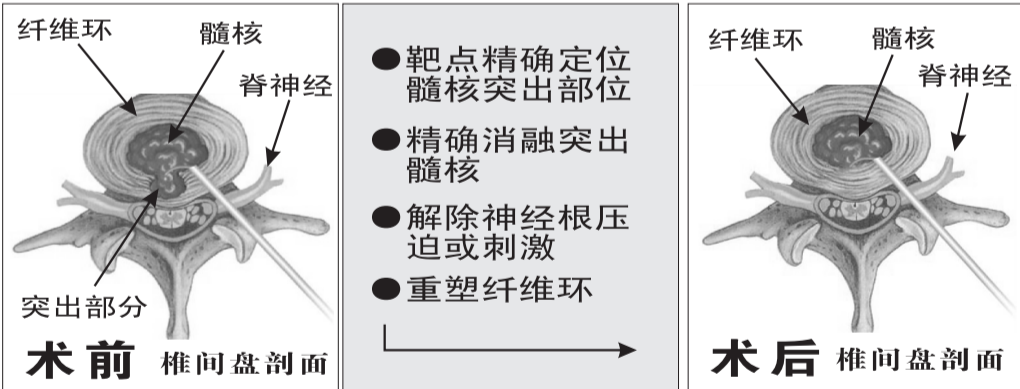 纤维环
髓核
脊神经
突出部分
术前 椎间盘剖面
●靶点精确定位
髓核突出部位
●精确消融突出
髓核
●解除神经根压
迫或刺激
●重塑纤维环
纤维环
髓核
脊神经
术后 椎间盘剖面